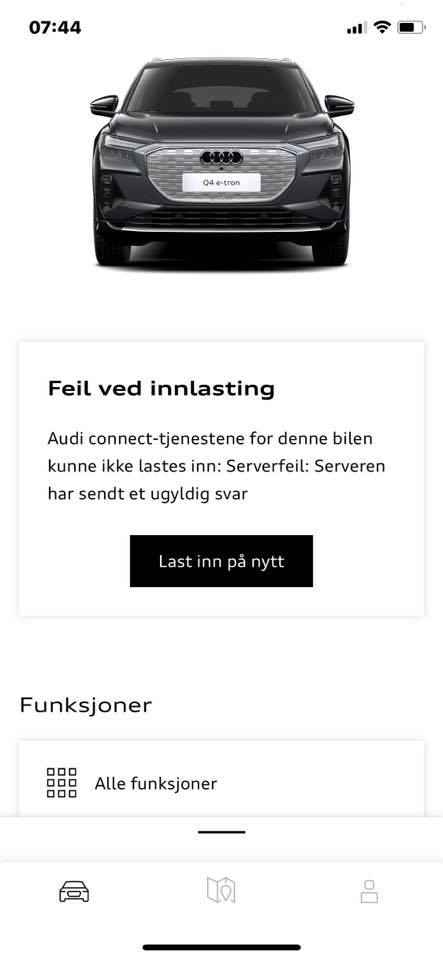 07:44
Q4 e-tron
Feil ved innlasting
Audi connect-tjenestene for denne bilen
kunne ikke lastes inn: Serverfeil: Serveren
har sendt et ugyldig svar
Last inn på nytt
Funksjoner
Alle funksjoner